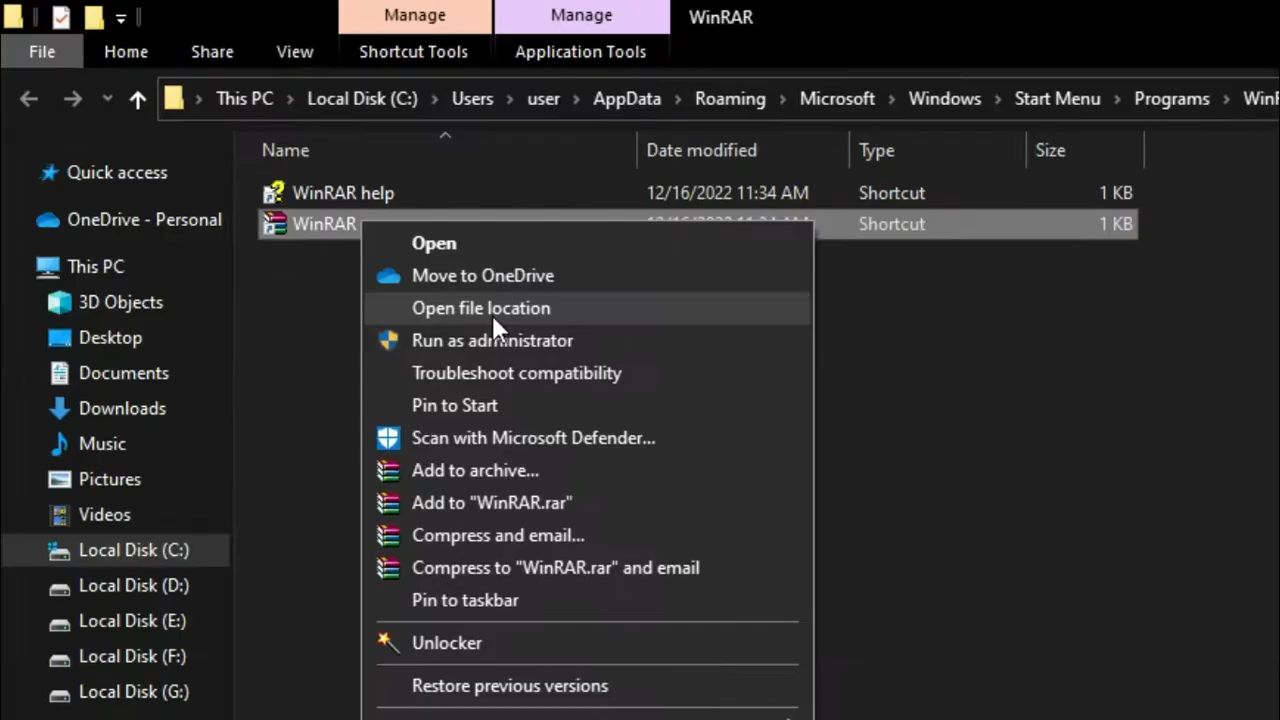 Manage
Manage
WinRAR
File
Home
Share
View
Shortcut Tools
Application Tools
This PC
Local Disk (C:)
Users
user
AppData
Roaming
Microsoft
Windows
Start Menu
Programs
Name
Date modified
Type
Size
WinRAR help
12/16/2022 11:34 AM
Shortcut
1 KB
WinRAR
Shortcut
1 KB
Quick access
OneDrive - Personal
This PC
3D Objects
Desktop
Documents
Downloads
Music
Pictures
Videos
Local Disk (C:)
Local Disk (D:)
Local Disk (E:)
Local Disk (F:)
Local Disk (G:)
Open
Move to OneDrive
Open file location
Run as administrator
Troubleshoot compatibility
Pin to Start
Scan with Microsoft Defender...
Add to archive...
Add to "WinRAR.rar"
Compress and email...
Compress to "WinRAR.rar" and email
Pin to taskbar
Unlocker
Restore previous versions